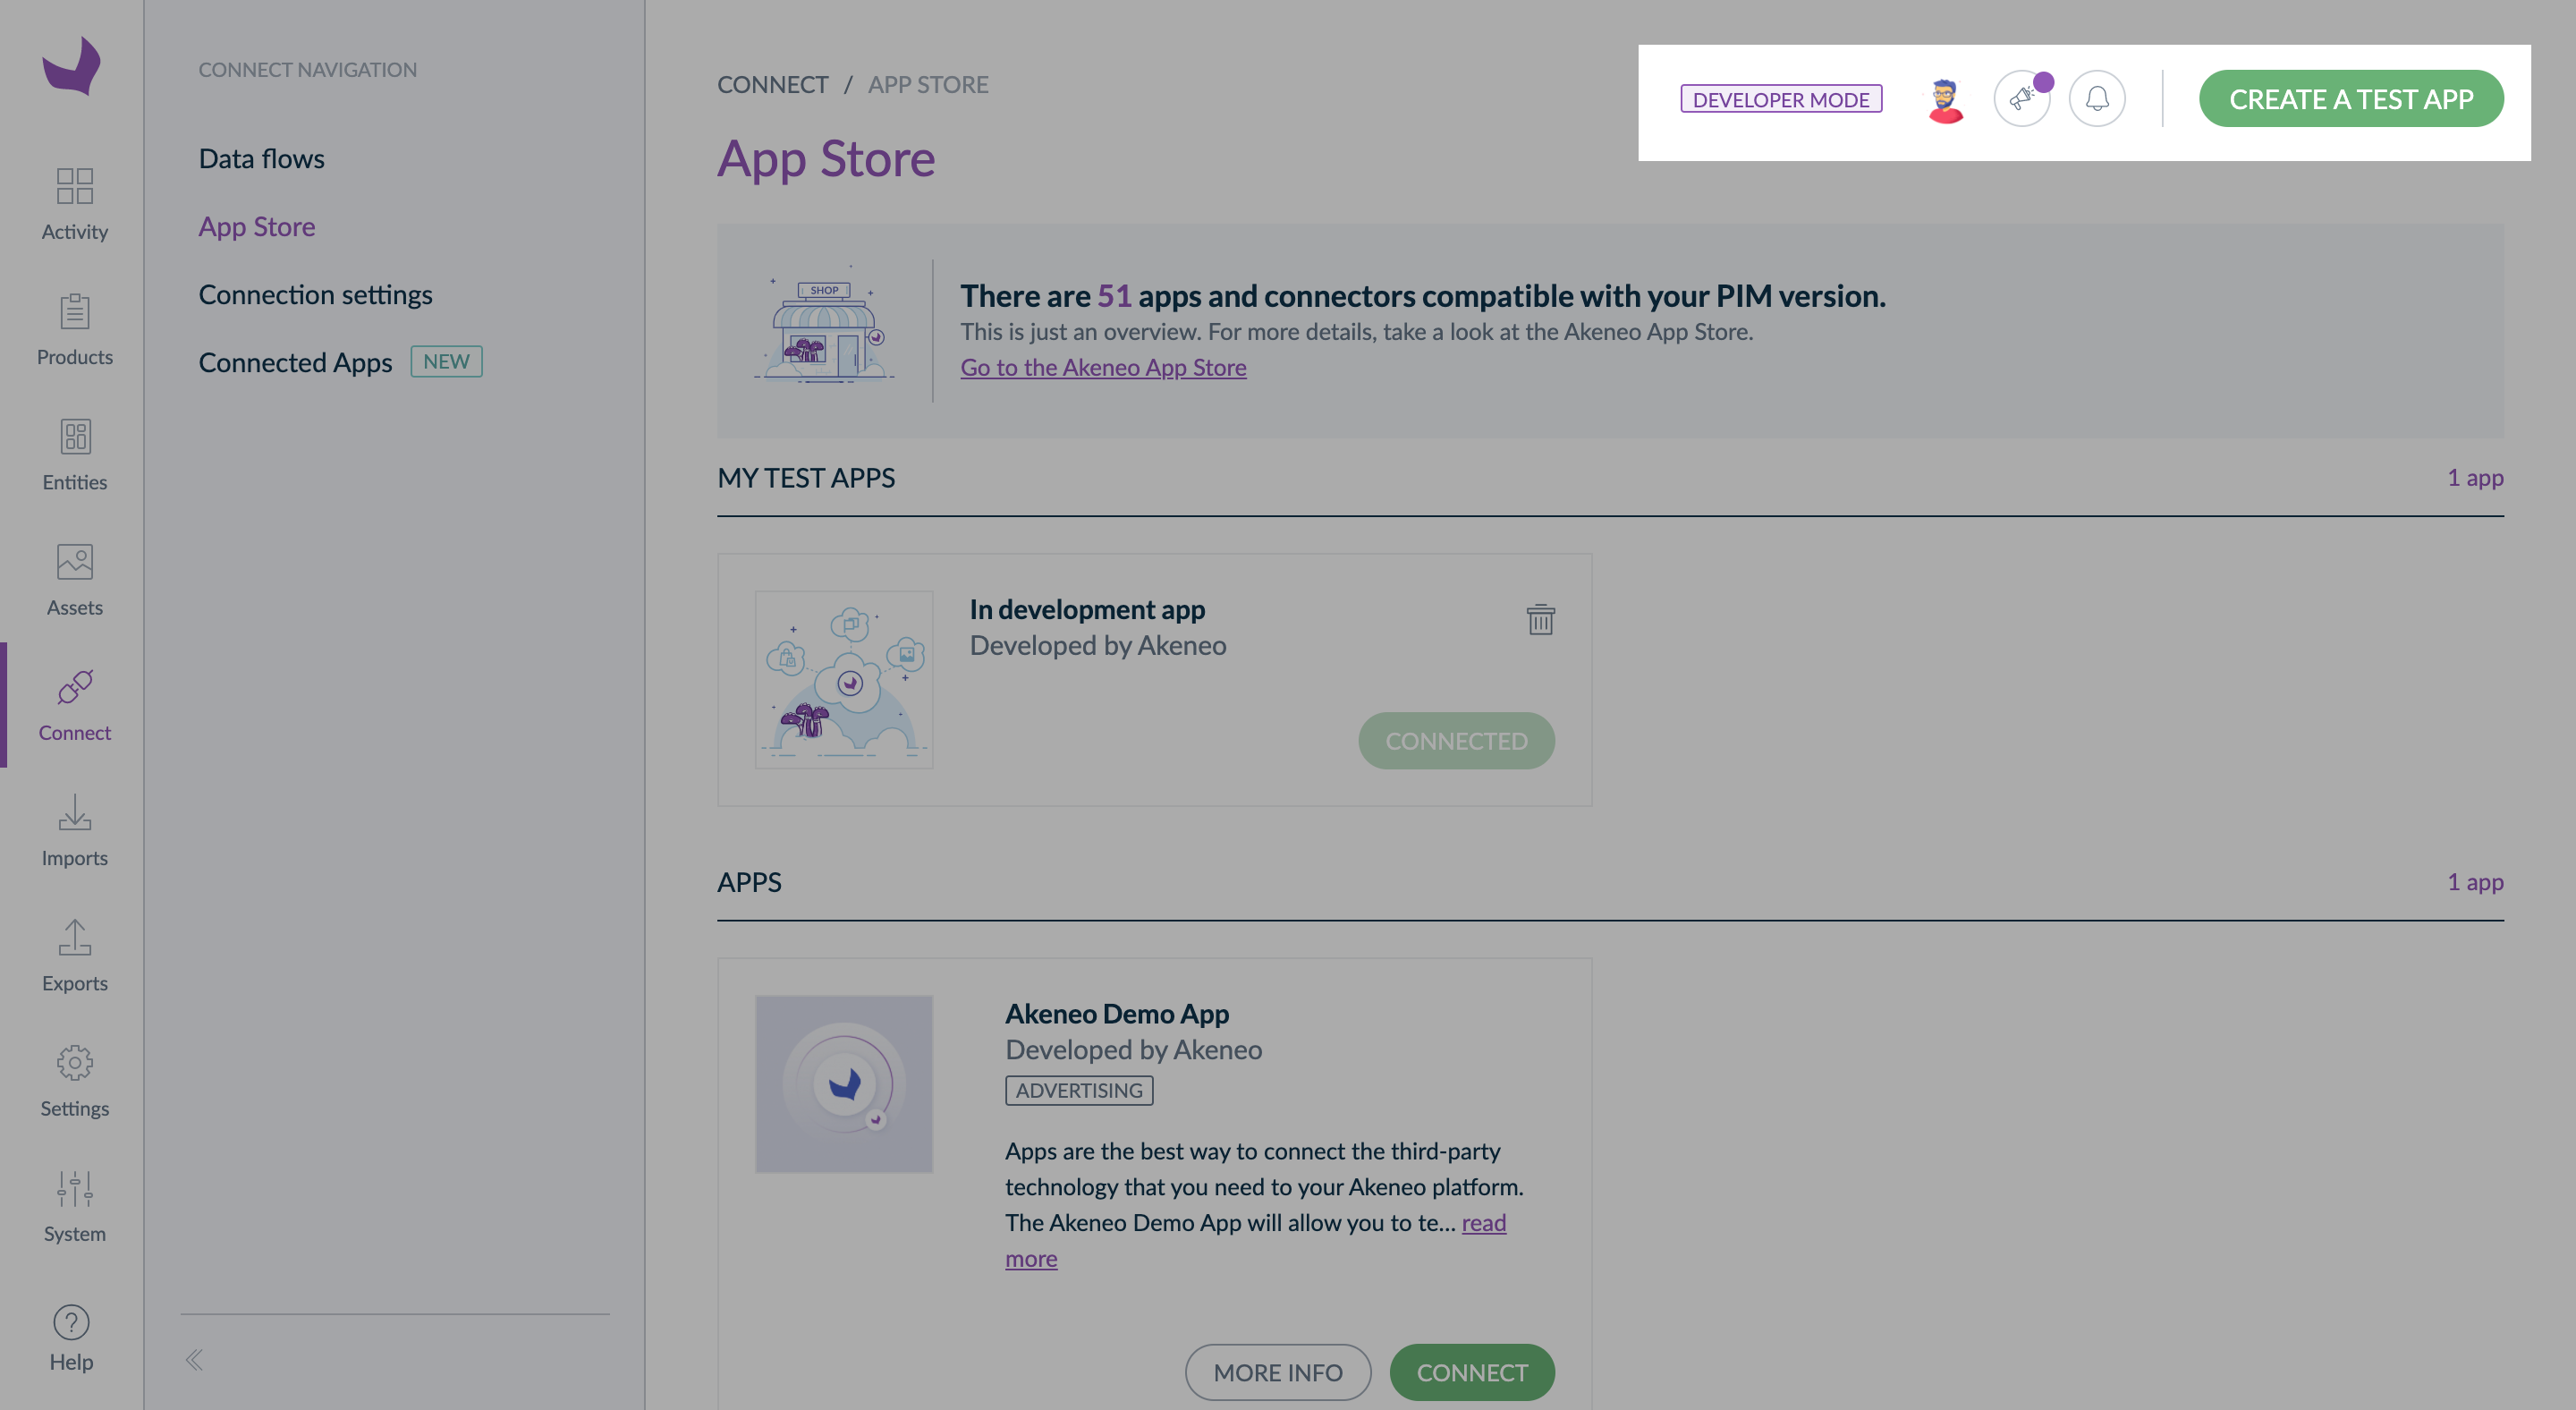 Activity
Products
Entities
Assets
Connect
Imports
Exports
Settings
System
Help
CONNECT NAVIGATION
Data flows
App Store
Connection settings
Connected Apps NEW
CONNECT / APP STORE
DEVELOPER MODE
CREATE A TEST APP
App Store
SHOP
There are 51 apps and connectors compatible with your PIM version.
This is just an overview. For more details, take a look at the Akeneo App Store.
Go to the Akeneo App Store
MY TEST APPS
1 app
In development app
Developed by Akeneo
CONNECTED
APPS
1 app
Akeneo Demo App
Developed by Akeneo
ADVERTISING
Apps are the best way to connect the third-party
technology that you need to your Akeneo platform.
The Akeneo Demo App will allow you to te... read
more
MORE INFO
CONNECT